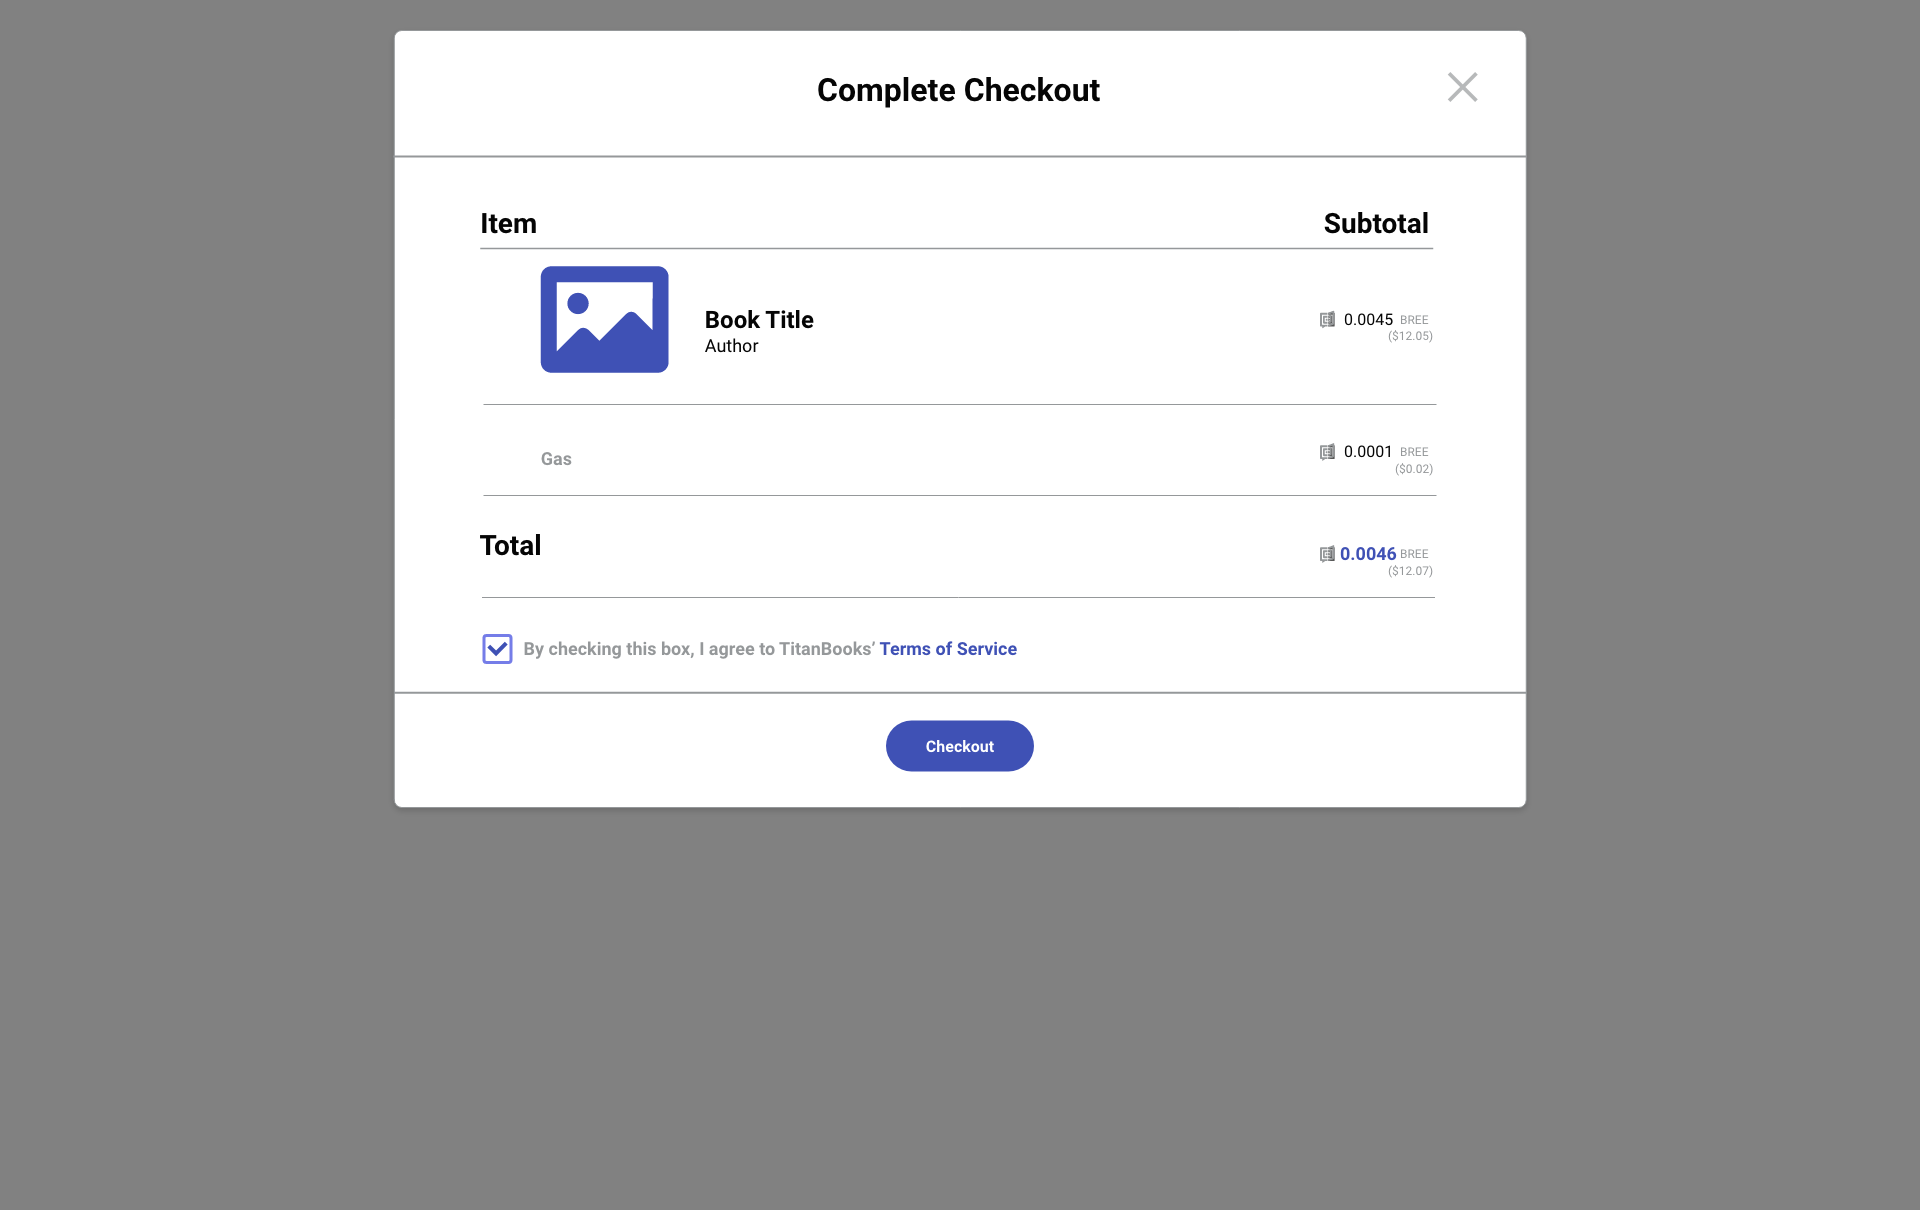 Complete Checkout
Item Subtotal
Book Title
Author
0.0045 BREE
($12.05)
Gas
0.0001 BREE
($0.02)
Total
0.0046 BREE
($12.07)
By checking this box, I agree to TitanBooks’ Terms of Service
Checkout